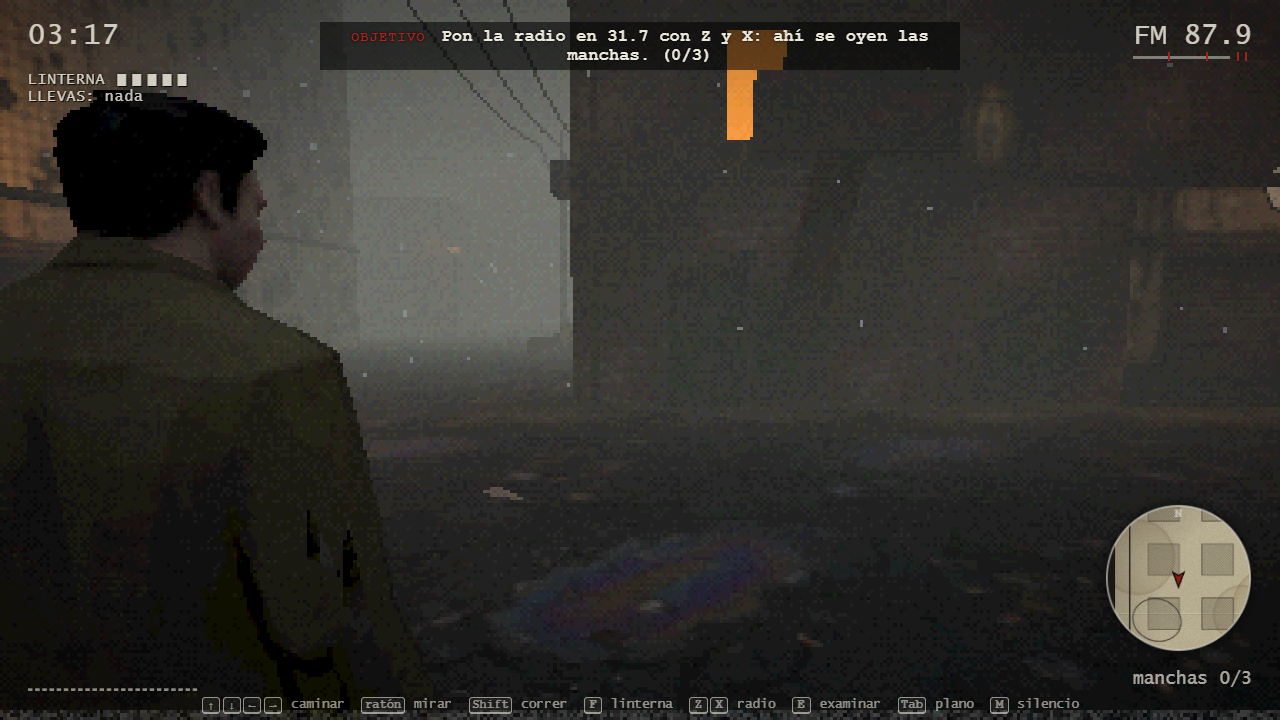 03:17
OBJETIVO Pon la radio en 31.7 con Z y X: ahí se oyen las
manchas. (0/3)
FM 87.9
LINTERNA
LLEVAS: nada
N
manchas 0/3
↑ ↓ ← → caminar ratón mirar Shift correr F linterna Z X radio E examinar Tab plano M silencio